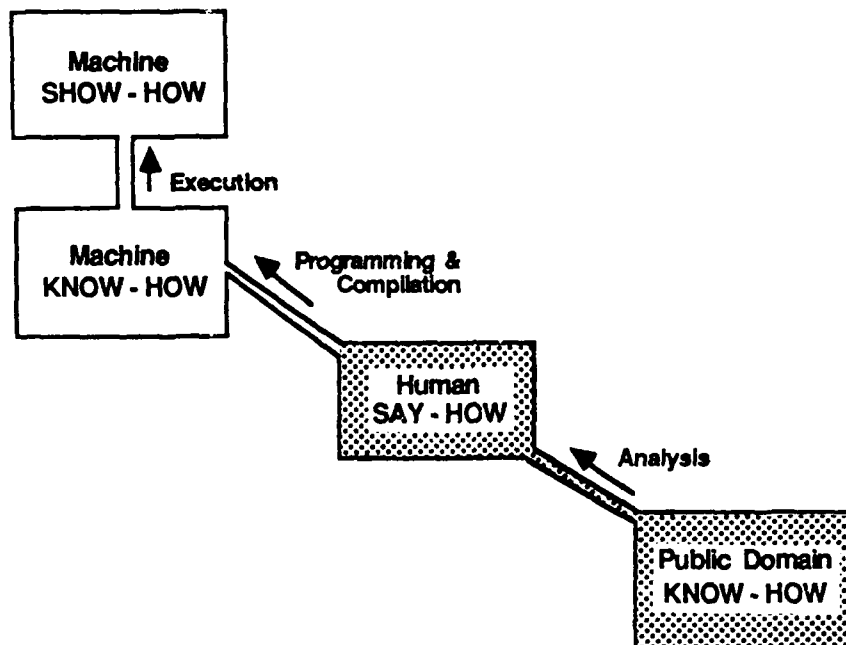 Machine
SHOW - HOW
Execution
Machine
KNOW - HOW
Programming &
Compilation
Human
SAY - HOW
Analysis
Public Domain
KNOW - HOW